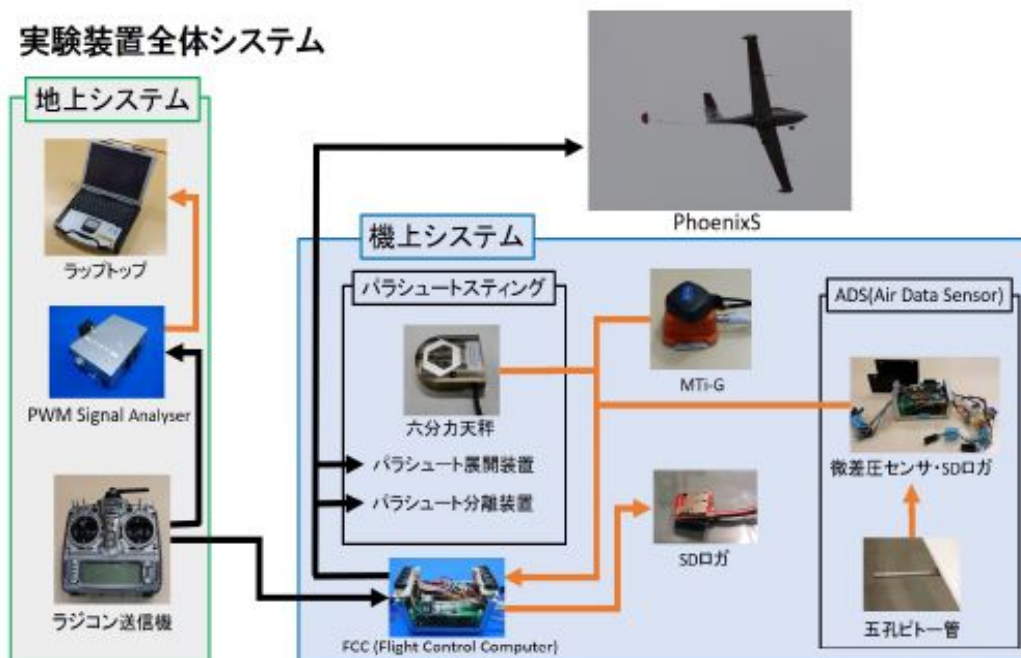 実験装置全体システム
地上システム
ラップトップ
PWM Signal Analyser
ラジコン送信機
PhoenixS
機上システム
パラシュートスティング
六分力天秤
パラシュート展開装置
パラシュート分離装置
FCC (Flight Control Computer)
MTi-G
SDロガ
ADS(Air Data Sensor)
微差圧センサ・SDロガ
五孔ピトー管